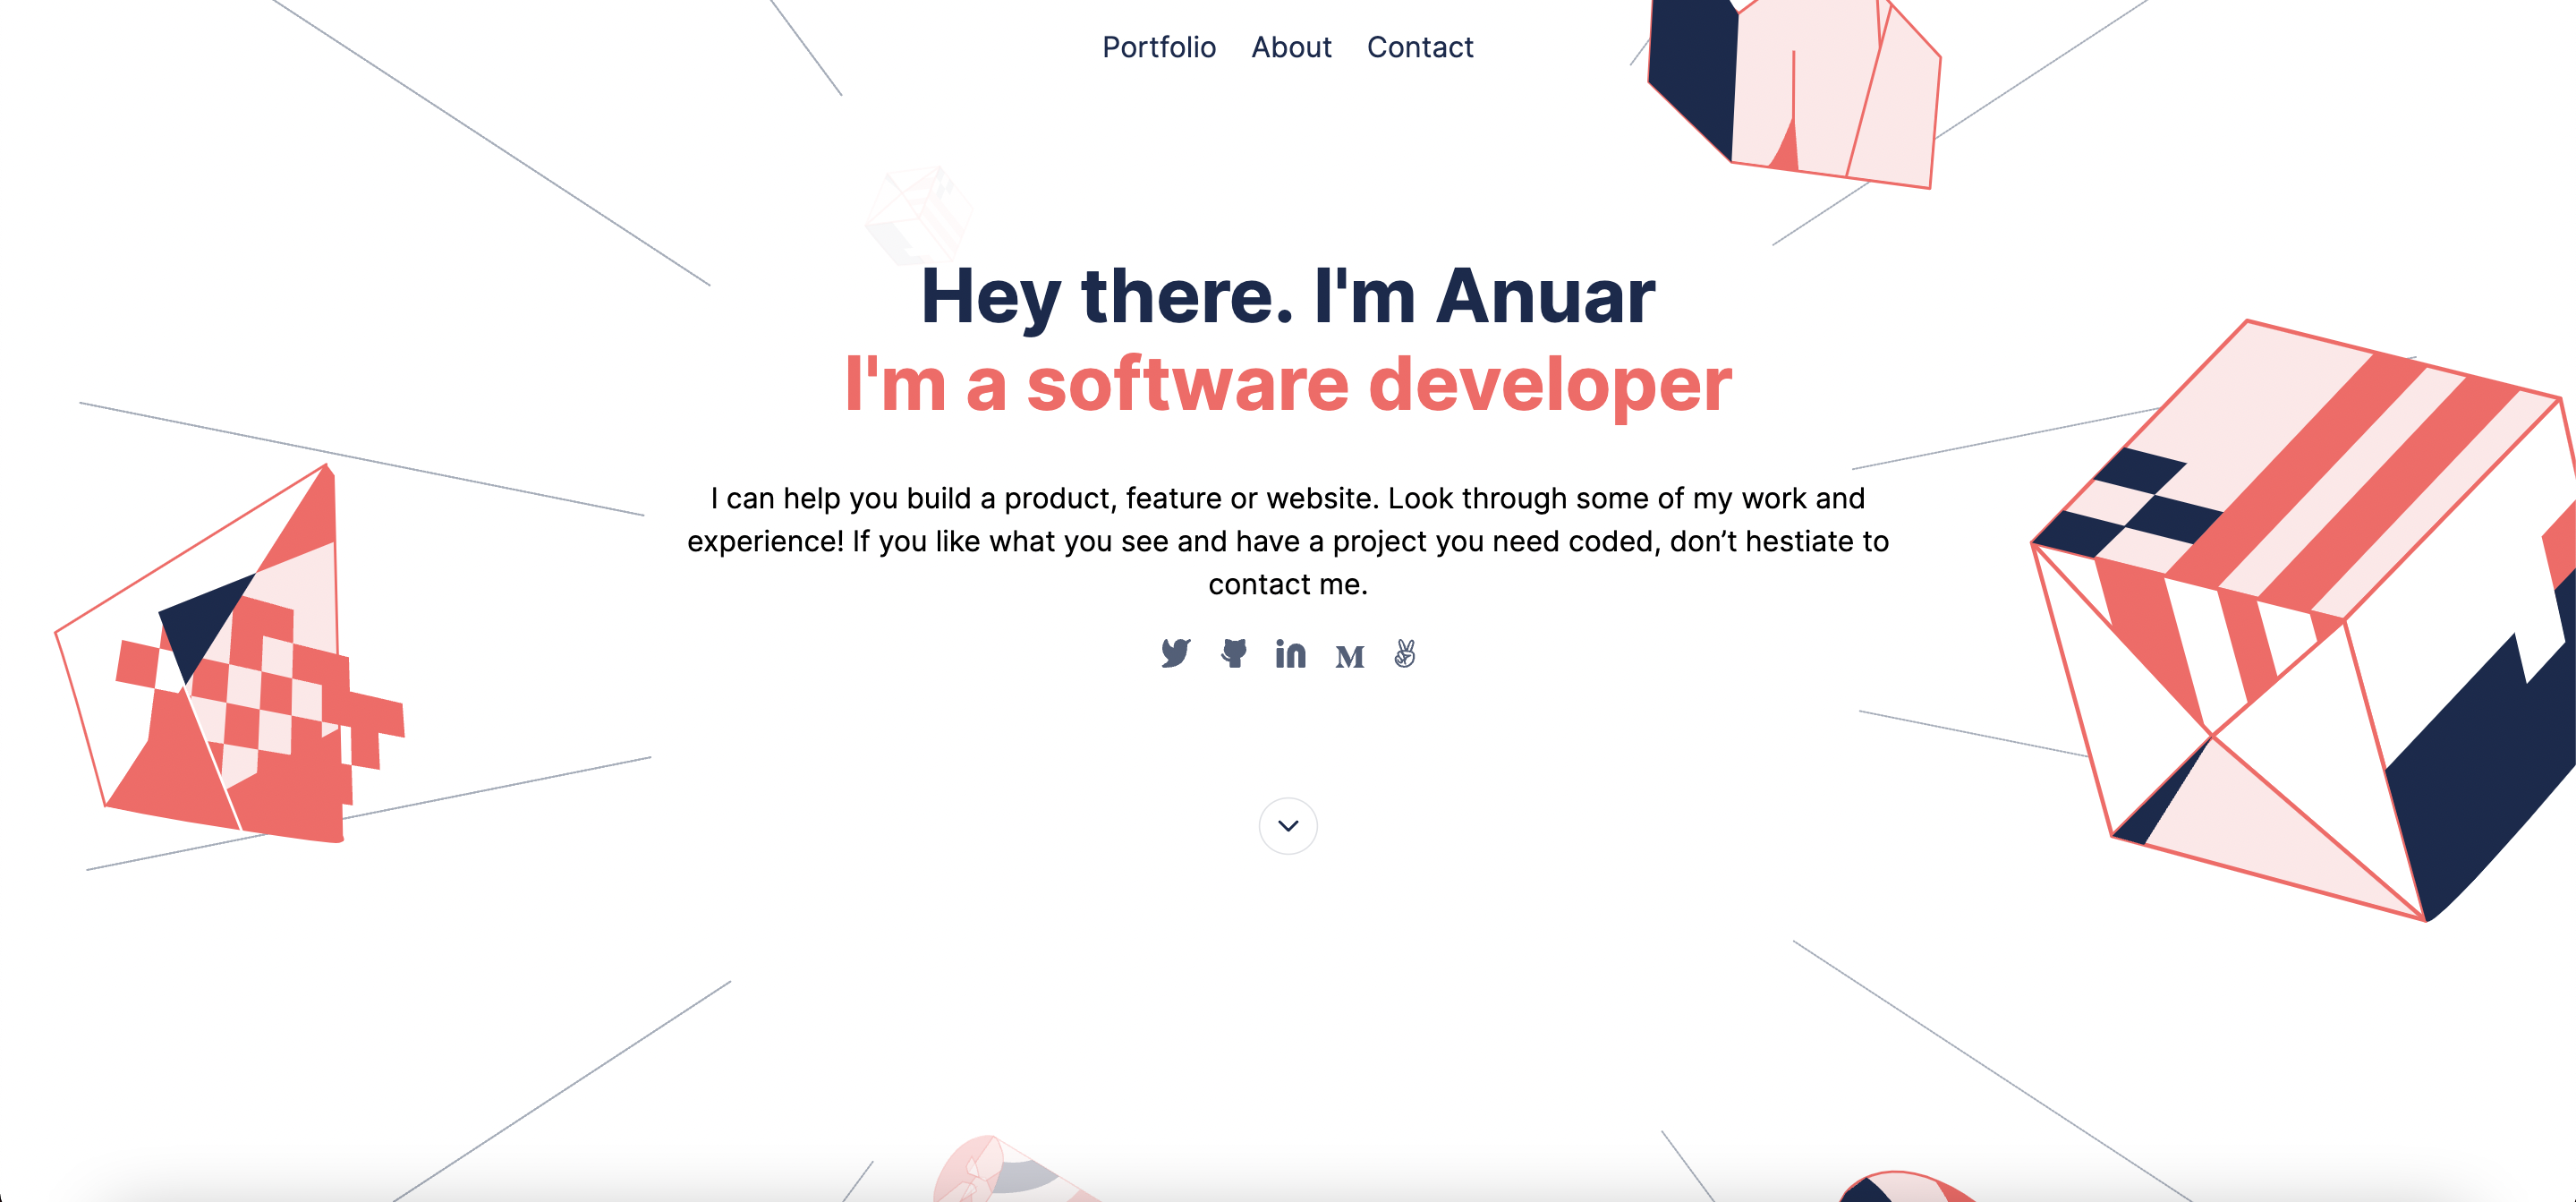 Portfolio About Contact
Hey there. I'm Anuar
I'm a software developer
I can help you build a product, feature or website. Look through some of my work and
experience! If you like what you see and have a project you need coded, don’t hestiate to
contact me.